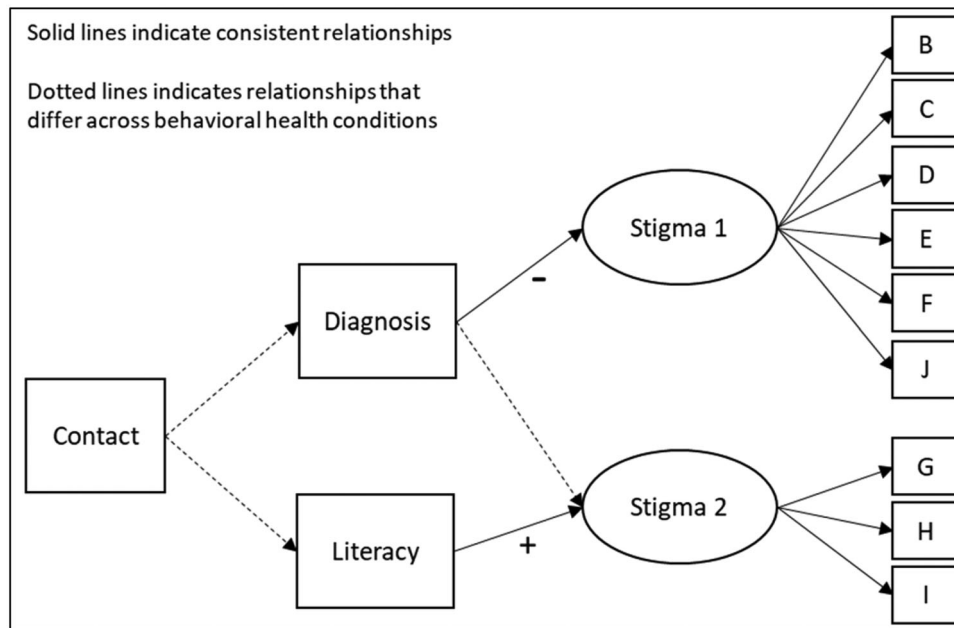 Solid lines indicate consistent relationships
Dotted lines indicates relationships that
differ across behavioral health conditions
B
C
D
Stigma 1
E
F
J
Diagnosis
-
Contact
Literacy
+
Stigma 2
G
H
I